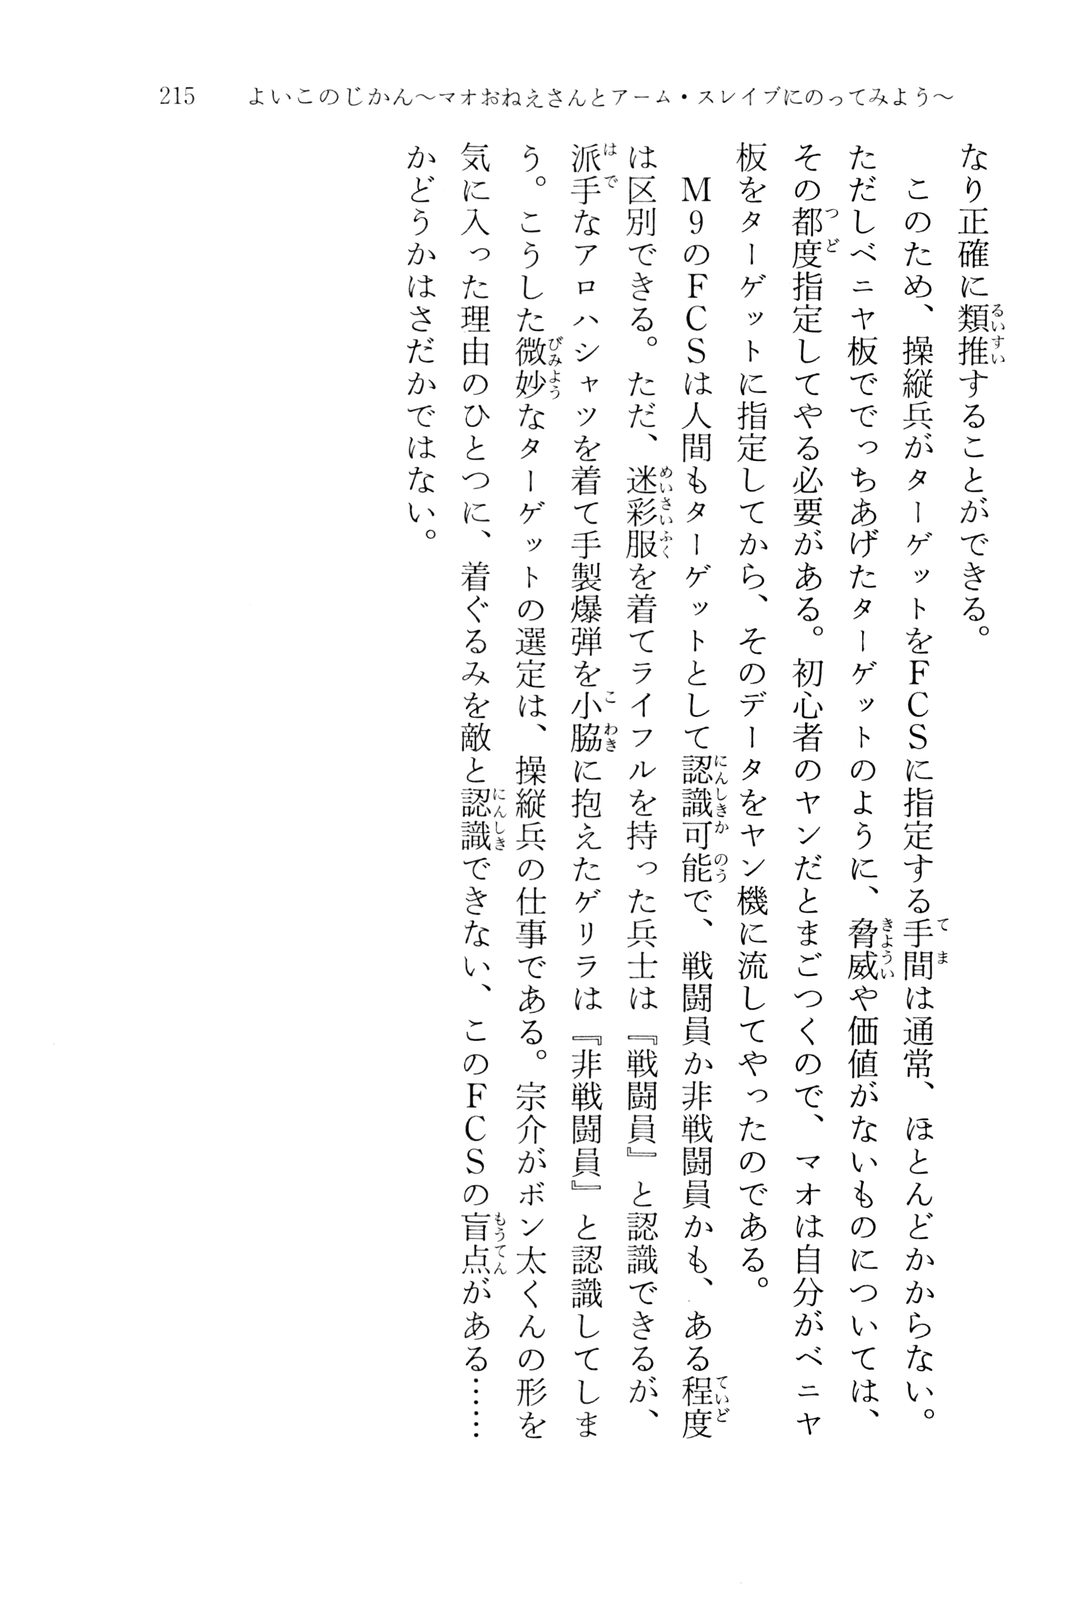 215　よいこのじかん〜マオおねえさんとアーム・スレイブにのってみよう〜
なり正確に類推することができる。
　このため、操縦兵がターゲットをFCSに指定する手間は通常、ほとんどかからない。
ただしベニヤ板ででっちあげたターゲットのように、脅威や価値がないものについては、
その都度指定してやる必要がある。初心者のヤンだとまごつくので、マオは自分がベニヤ
板をターゲットに指定してから、そのデータをヤン機に流してやったのである。
　M9のFCSは人間もターゲットとして認識可能で、戦闘員か非戦闘員かも、ある程度
は区別できる。ただ、迷彩服を着てライフルを持った兵士は『戦闘員』と認識できるが、
派手なアロハシャツを着て手製爆弾を小脇に抱えたゲリラは『非戦闘員』と認識してしま
う。こうした微妙なターゲットの選定は、操縦兵の仕事である。宗介がボン太くんの形を
気に入った理由のひとつに、着ぐるみを敵と認識できない、このFCSの盲点がある……
かどうかはさだかではない。